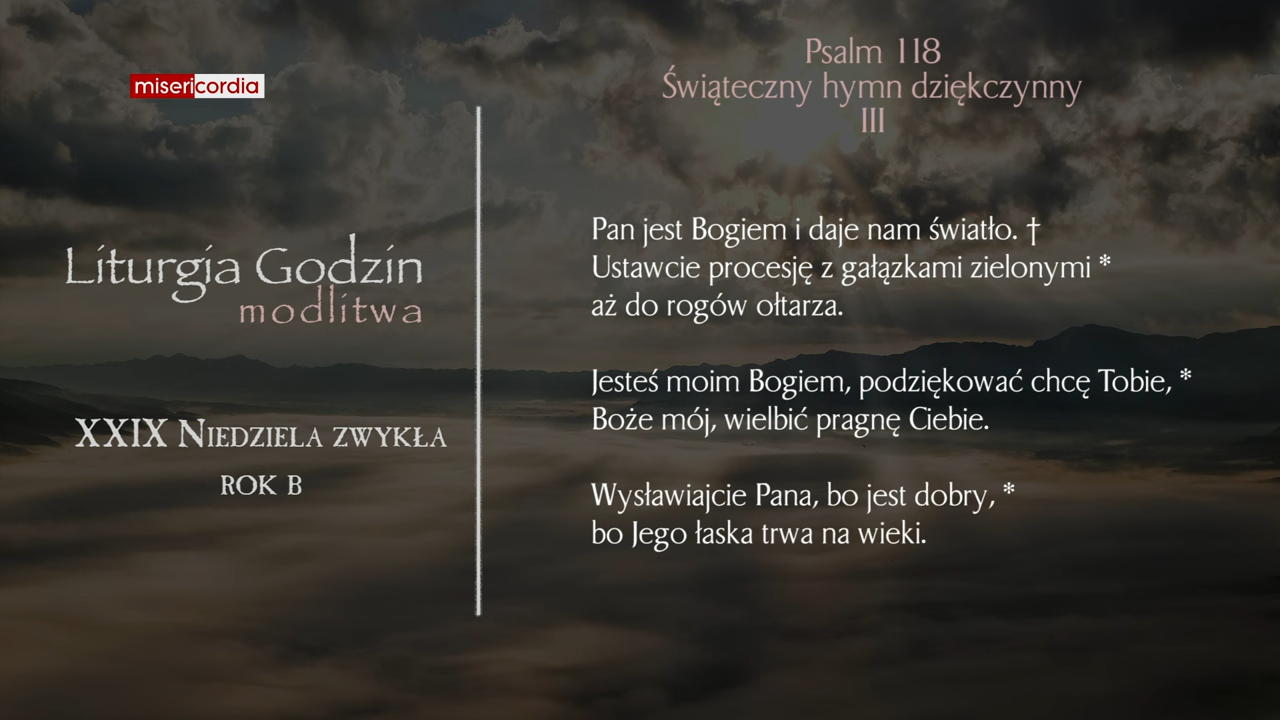 misericordia
Liturgia Godzin
modlitwa
XXIX Niedziela zwykła
rok B
Psalm 118
Świąteczny hymn dziękczynny
III
Pan jest Bogiem i daje nam światło. †
Ustawcie procesję z gałązkami zielonymi *
aż do rogów ołtarza.
Jesteś moim Bogiem, podziękować chcę Tobie, *
Boże mój, wielbić pragnę Ciebie.
Wysławiajcie Pana, bo jest dobry, *
bo Jego łaska trwa na wieki.